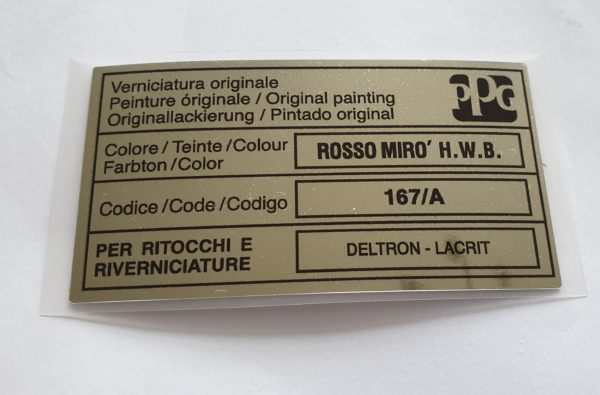 Verniciatura originale
Peinture óriginale / Original painting
Originallackierung / Pintado original
PPG
Colore / Teinte / Colour
Farbton / Color
ROSSO MIRO´ H.W.B.
Codice / Code / Codigo
167/A
PER RITOCCHI E
RIVERNICIATURE
DELTRON - LACRIT